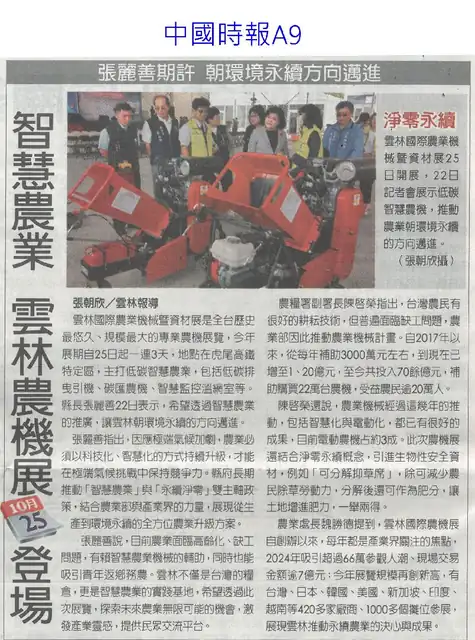 中國時報A9
張麗善期許 朝環境永續方向邁進
智慧農業 雲林農機展
10月
25
登場
淨零永續
雲林國際農業機
械暨資材展25
日開展,22日
記者會展示低碳
智慧農機,推動
農業朝環境永續
的方向邁進。
(張朝欣攝)
張朝欣/雲林報導
雲林國際農業機械暨資材展是全台歷史
最悠久、規模最大的專業農機展覽,今年
展期自25日起一連3天,地點在虎尾高鐵
特定區,主打低碳智慧農業,包括低碳排
曳引機、碳匯農機、智慧監控溫網室等。
縣長張麗善22日表示,希望透過智慧農業
的推廣,讓雲林朝環境永續的方向邁進。
張麗善指出,因應極端氣候加劇,農業必
須以科技化、智慧化的方式持續升級,才能
在極端氣候挑戰中保持競爭力。縣府長期
推動「智慧農業」與「永續淨零」雙主軸政
策,結合農業部與產業界的力量,展現從生
產到環境永續的全方位農業升級方案。
張麗善說,目前農業面臨高齡化、缺工
問題,有賴智慧農業機械的輔助,同時也能
吸引青年返鄉務農。雲林不僅是台灣的糧
倉,更是智慧農業的實踐基地,希望透過此
次展覽,探索未來農業無限可能的機會,激
發產業靈感,提供民眾交流平台。
農糧署副署長陳啓榮指出,台灣農民有
很好的耕耘技術,但普遍面臨缺工問題,農
業部因此推動農業機械計畫。自2017年以
來,從每年補助3000萬元左右,到現在已
增至1、20億元,至今共投入70餘億元,補
助購買22萬台農機,受益農民逾20萬人。
陳啓榮還說,農業機械經過這幾年的推
動,包括智慧化與電動化,都已有很好的
成果,目前電動農機占約3成。此次農機展
還結合淨零永續概念,引進生物性安全資
材,例如「可分解抑草蓆」,除可減少農
民除草勞動力,分解後還可作為肥分,讓
土地增進肥力,一舉兩得。
農業處長魏勝德提到,雲林國際農機展
自創辦以來,每年都是產業界關注的焦點,
2024年吸引超過66萬參觀人潮、現場交易
金額逾7億元;今年展覽規模再創新高,有
台灣、日本、韓國、美國、新加坡、印度、
越南等420多家廠商、1000多個攤位參展,
展現雲林推動永續農業的決心與成果。